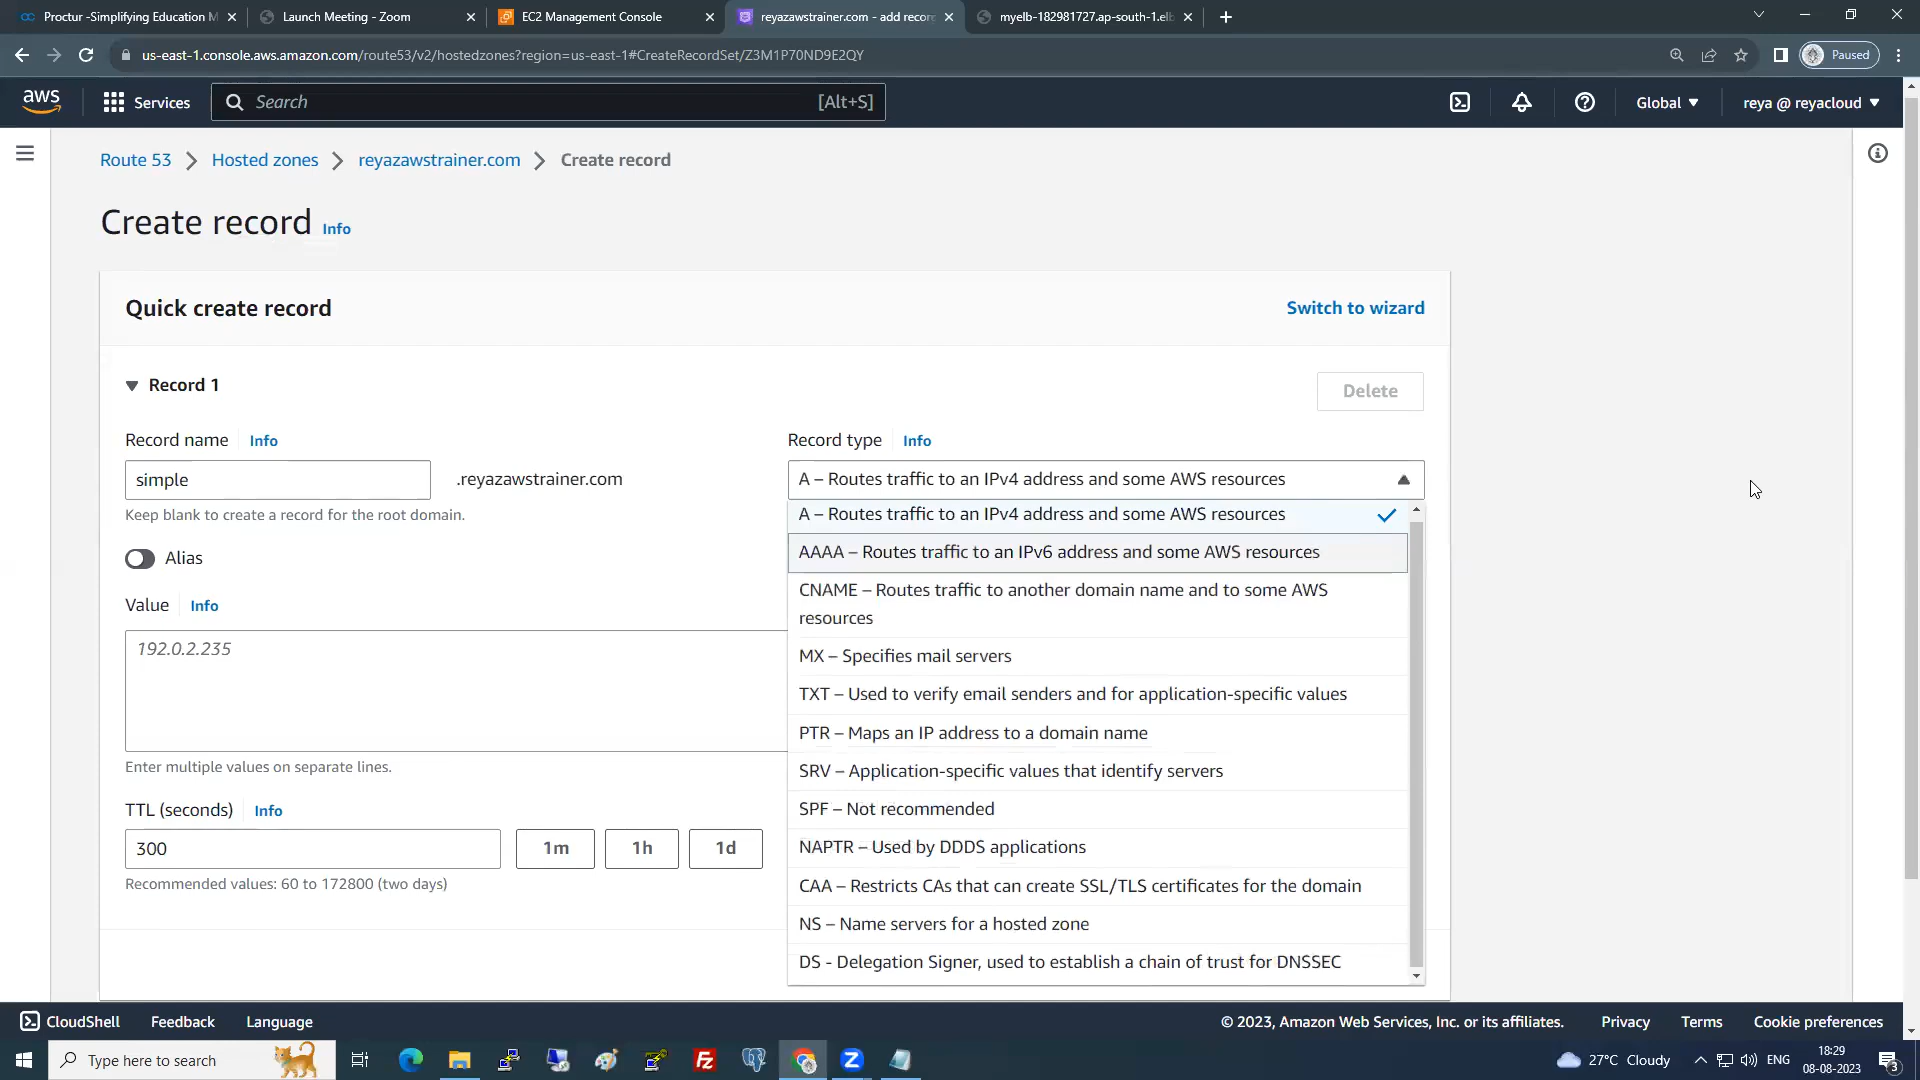 Proctur -Simplifying Education M
Launch Meeting - Zoom
EC2 Management Console
reyazawstrainer.com - add recor
myelb-182981727.ap-south-1.elb
us-east-1.console.aws.amazon.com/route53/v2/hostedzones?region=us-east-1#CreateRecordSet/Z3M1P70ND9E2QY
Paused
aws
Services
Search
[Alt+S]
Global
reya @ reyacloud
Route 53
Hosted zones
reyazawstrainer.com
Create record
Create record
Info
Quick create record
Switch to wizard
Record 1
Delete
Record name
Info
Record type
Info
simple
.reyazawstrainer.com
A – Routes traffic to an IPv4 address and some AWS resources
Keep blank to create a record for the root domain.
A – Routes traffic to an IPv4 address and some AWS resources
AAAA – Routes traffic to an IPv6 address and some AWS resources
CNAME – Routes traffic to another domain name and to some AWS
resources
MX – Specifies mail servers
TXT – Used to verify email senders and for application-specific values
PTR – Maps an IP address to a domain name
SRV – Application-specific values that identify servers
SPF – Not recommended
NAPTR – Used by DDDS applications
CAA – Restricts CAs that can create SSL/TLS certificates for the domain
NS – Name servers for a hosted zone
DS - Delegation Signer, used to establish a chain of trust for DNSSEC
Alias
Value
Info
192.0.2.235
Enter multiple values on separate lines.
TTL (seconds)
Info
300
1m
1h
1d
Recommended values: 60 to 172800 (two days)
CloudShell
Feedback
Language
© 2023, Amazon Web Services, Inc. or its affiliates.
Privacy
Terms
Cookie preferences
Type here to search
27°C Cloudy
ENG
18:29
08-08-2023
3